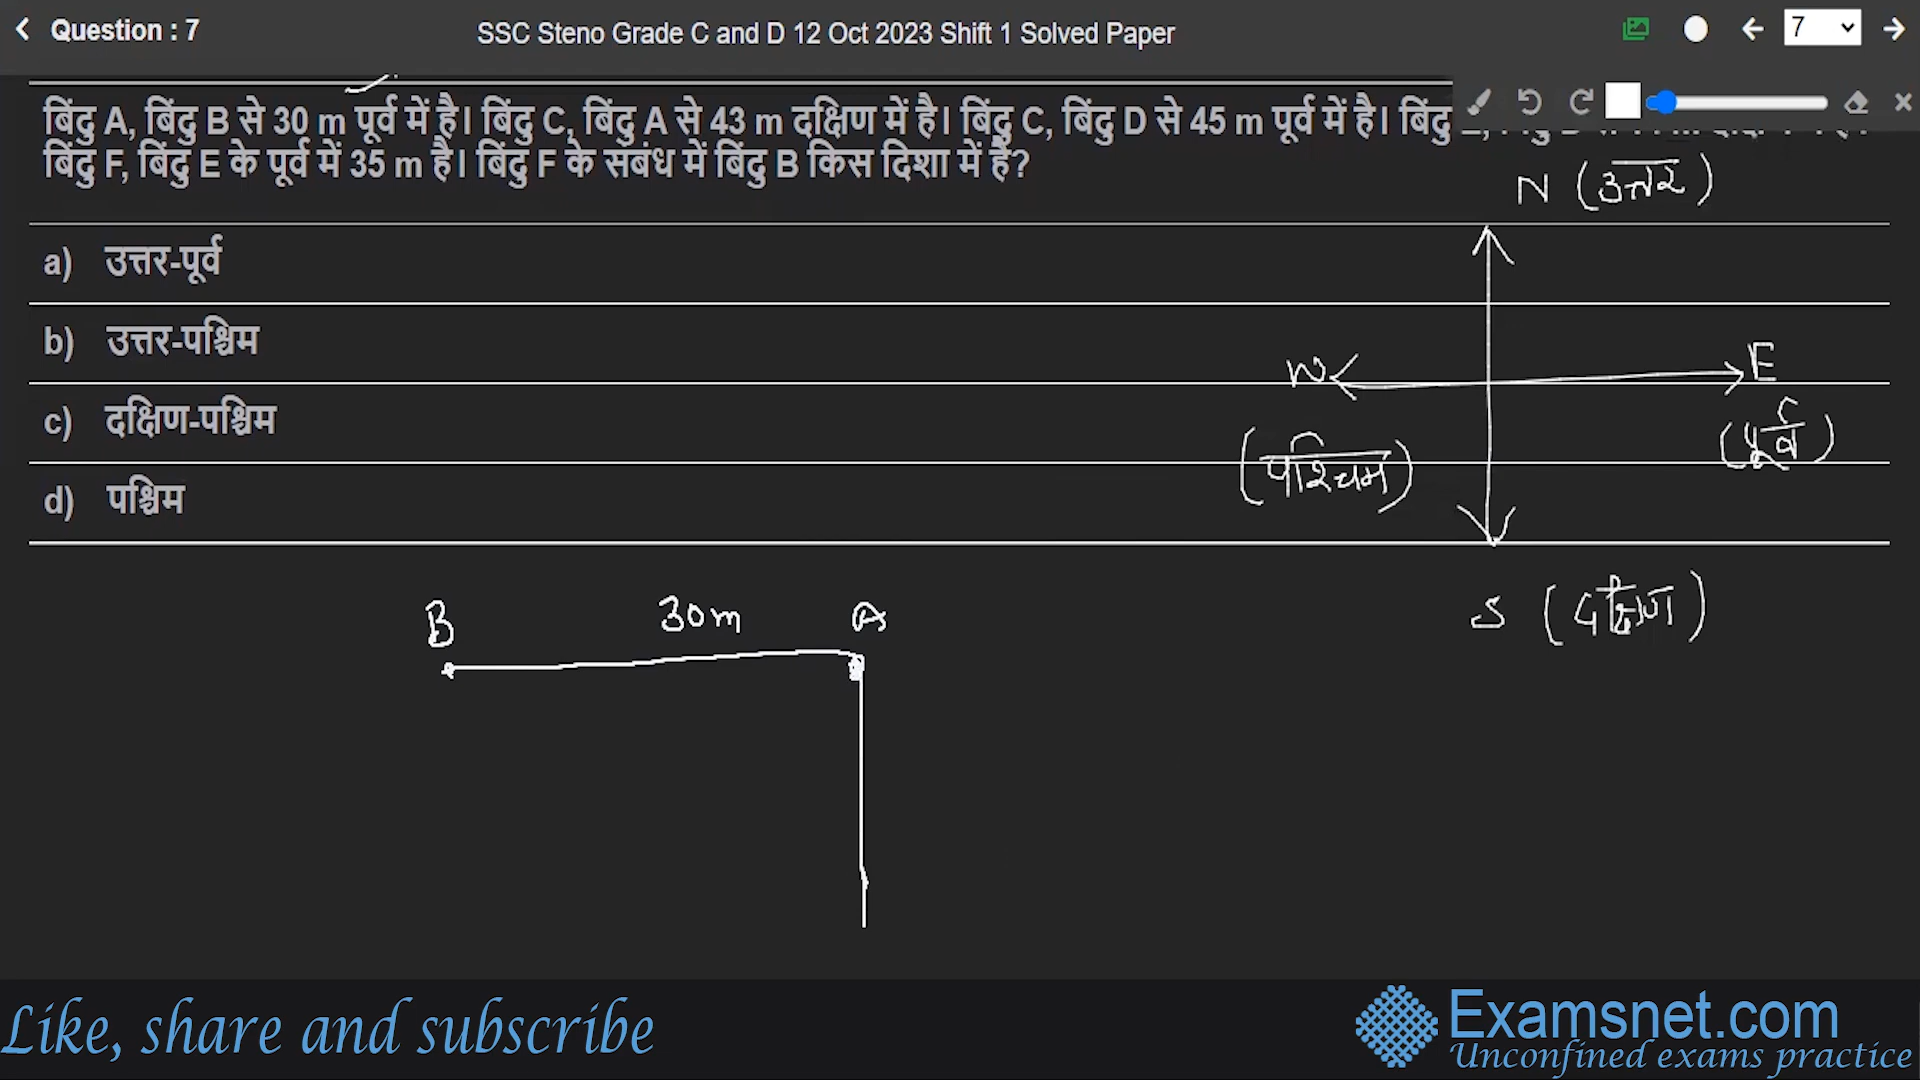 Question : 7
SSC Steno Grade C and D 12 Oct 2023 Shift 1 Solved Paper
7
बिंदु A, बिंदु B से 30 m पूर्व में है। बिंदु C, बिंदु A से 43 m दक्षिण में है। बिंदु C, बिंदु D से 45 m पूर्व में है। बिंदु
बिंदु F, बिंदु E के पूर्व में 35 m है। बिंदु F के सबंध में बिंदु B किस दिशा में है?
N (उत्तर)
a) उत्तर-पूर्व
b) उत्तर-पश्चिम
W
E
c) दक्षिण-पश्चिम
(पूर्व)
(पश्चिम)
d) पश्चिम
B
30m
A
S (दक्षिण)
Like, share and subscribe
Examsnet.com
Unconfined exams practice